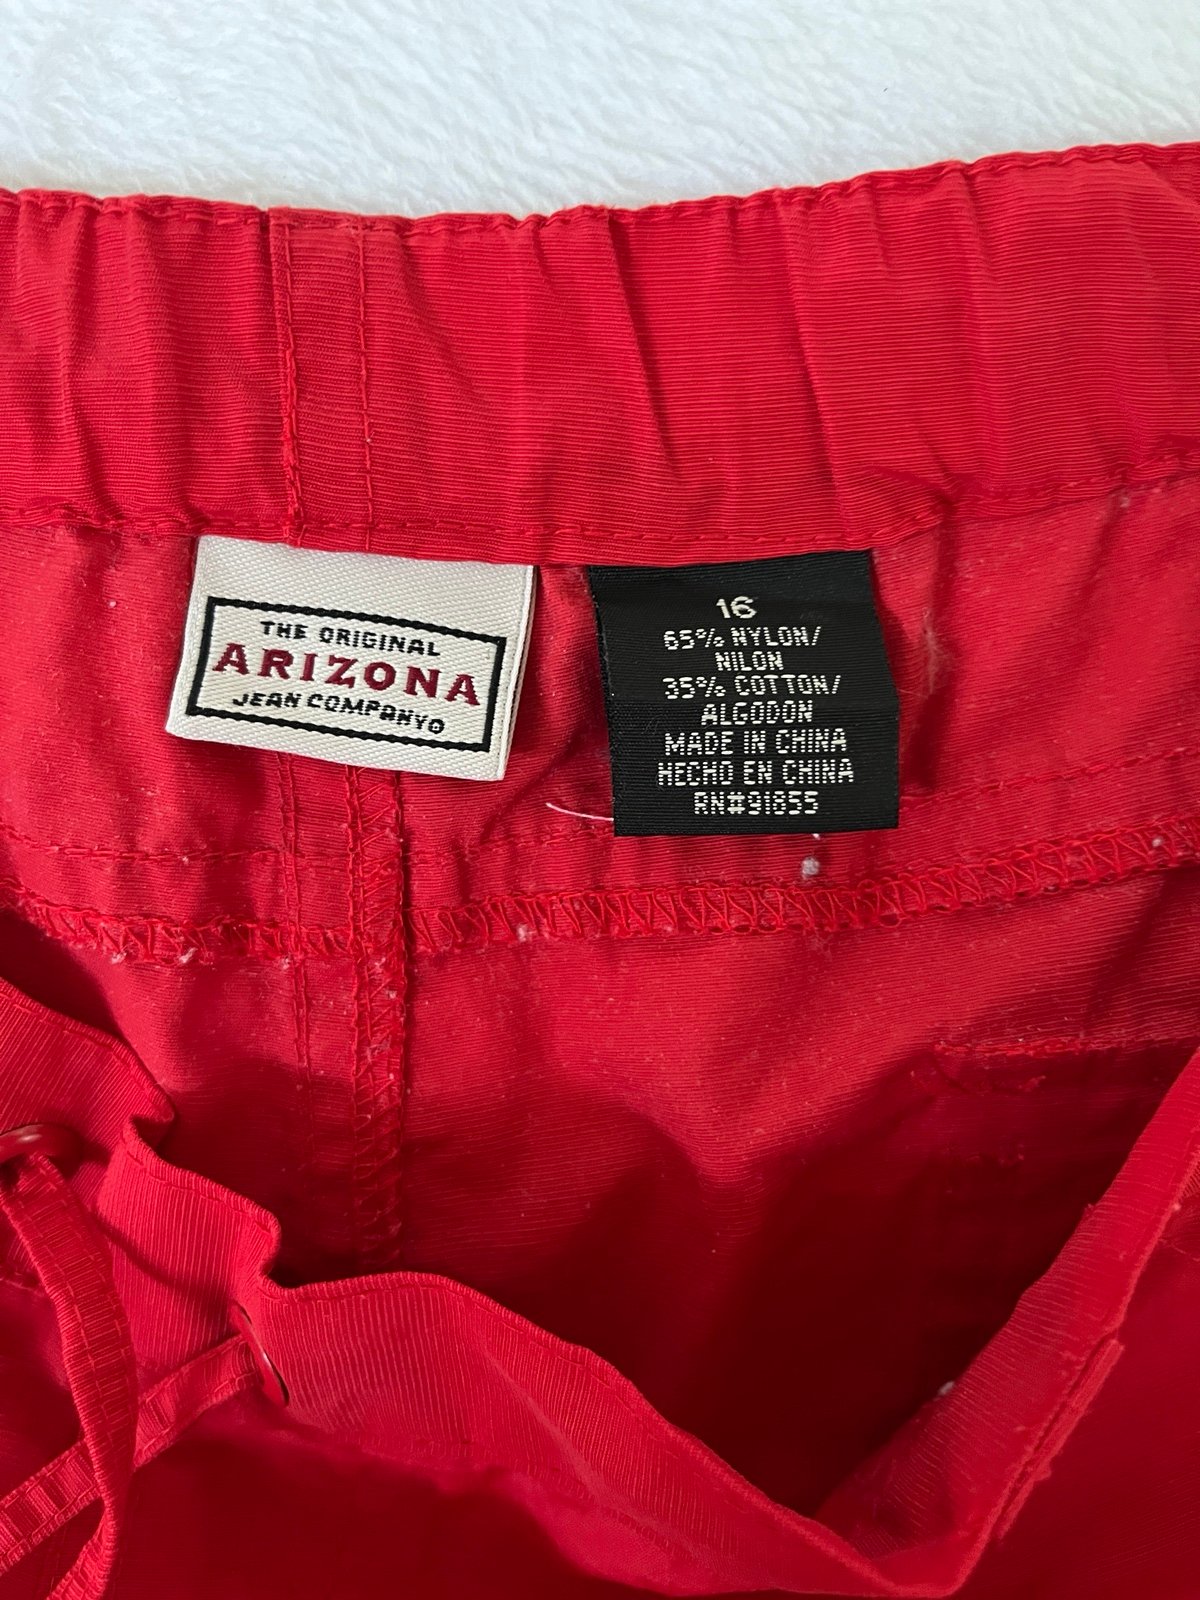 THE ORIGINAL
ARIZONA
JEAN COMPANY®
16
65% NYLON/
NILON
35% COTTON/
ALGODON
MADE IN CHINA
HECHO EN CHINA
RN#91855